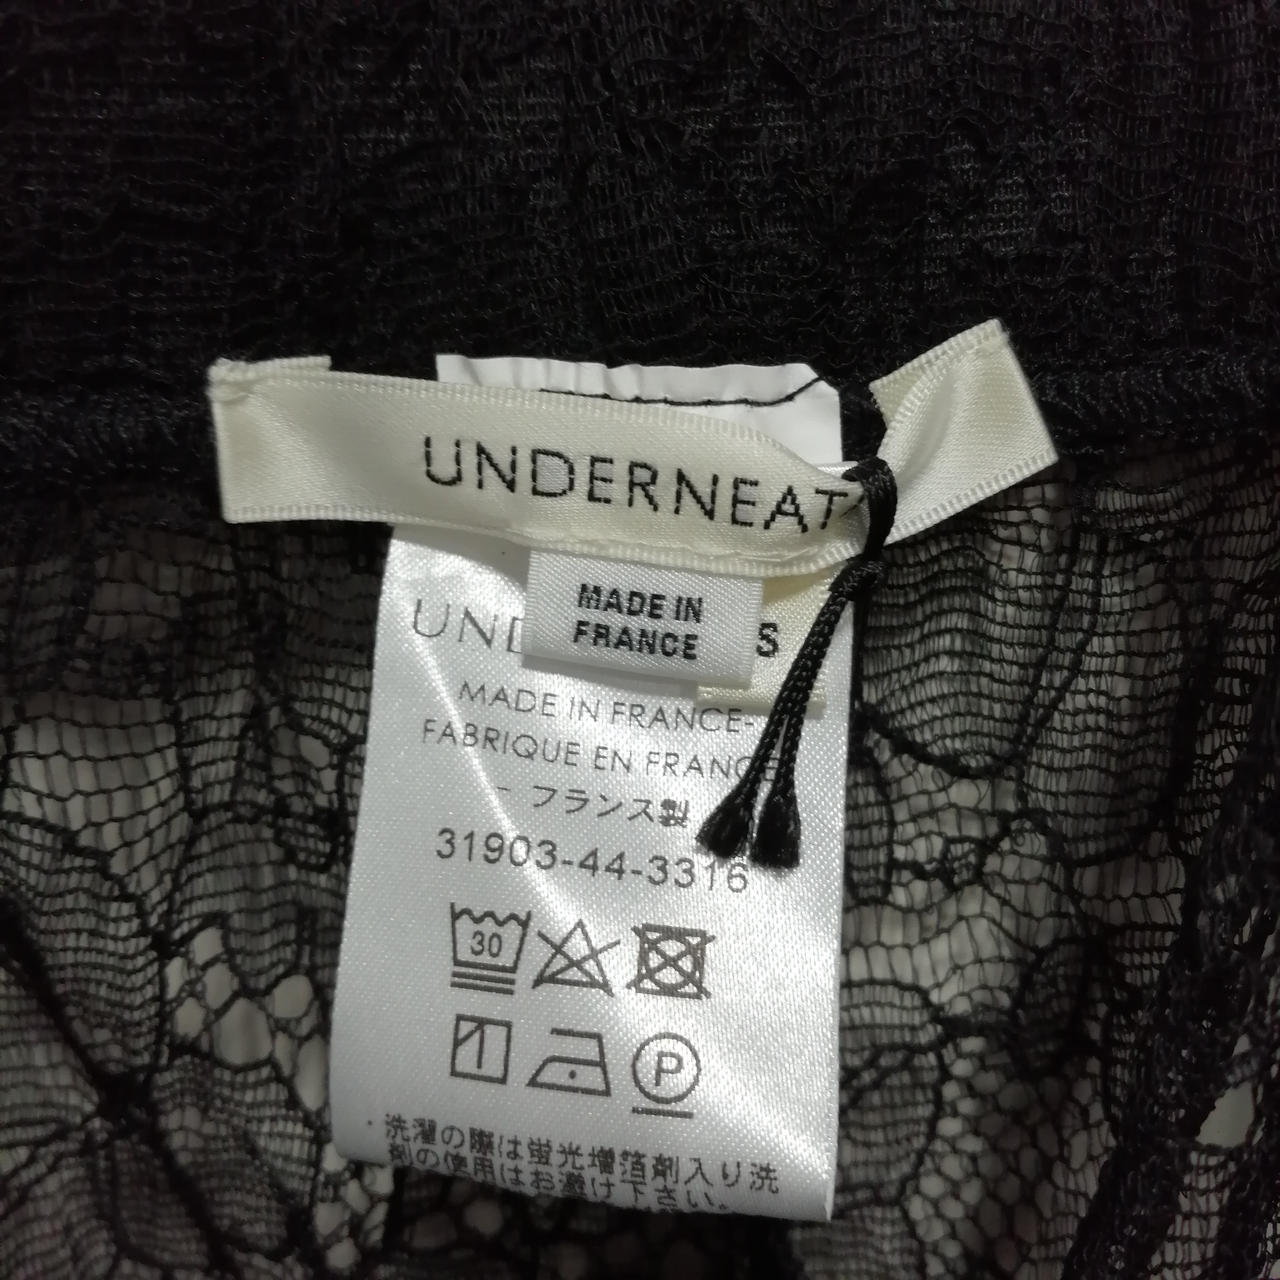 UNDERNEAT
MADE IN
FRANCE
S
UND
MADE IN FRANCE-
FABRIQUE EN FRANCE
- フランス製
31903-44-3316
30
P
洗濯の際は蛍光増箔剤入り洗
剤の使用はお避け下さい。